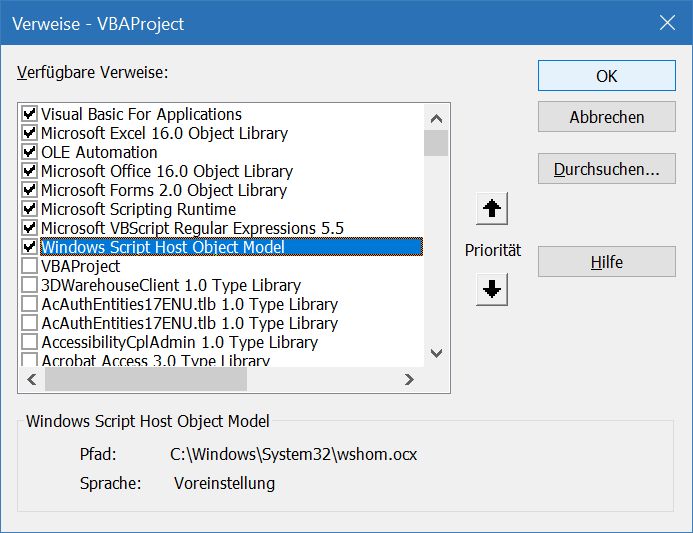 Verweise - VBAProject
Verfügbare Verweise:
OK
Visual Basic For Applications
Microsoft Excel 16.0 Object Library
Abbrechen
OLE Automation
Microsoft Office 16.0 Object Library
Durchsuchen...
Microsoft Forms 2.0 Object Library
Microsoft Scripting Runtime
Microsoft VBScript Regular Expressions 5.5
Windows Script Host Object Model
Priorität
VBAProject
Hilfe
3DWarehouseClient 1.0 Type Library
AcAuthEntities17ENU.tlb 1.0 Type Library
AcAuthEntities17ENU.tlb 1.0 Type Library
AccessibilityCplAdmin 1.0 Type Library
Acrobat Access 3.0 Type Library
Windows Script Host Object Model
Pfad: C:\Windows\System32\wshom.ocx
Sprache: Voreinstellung